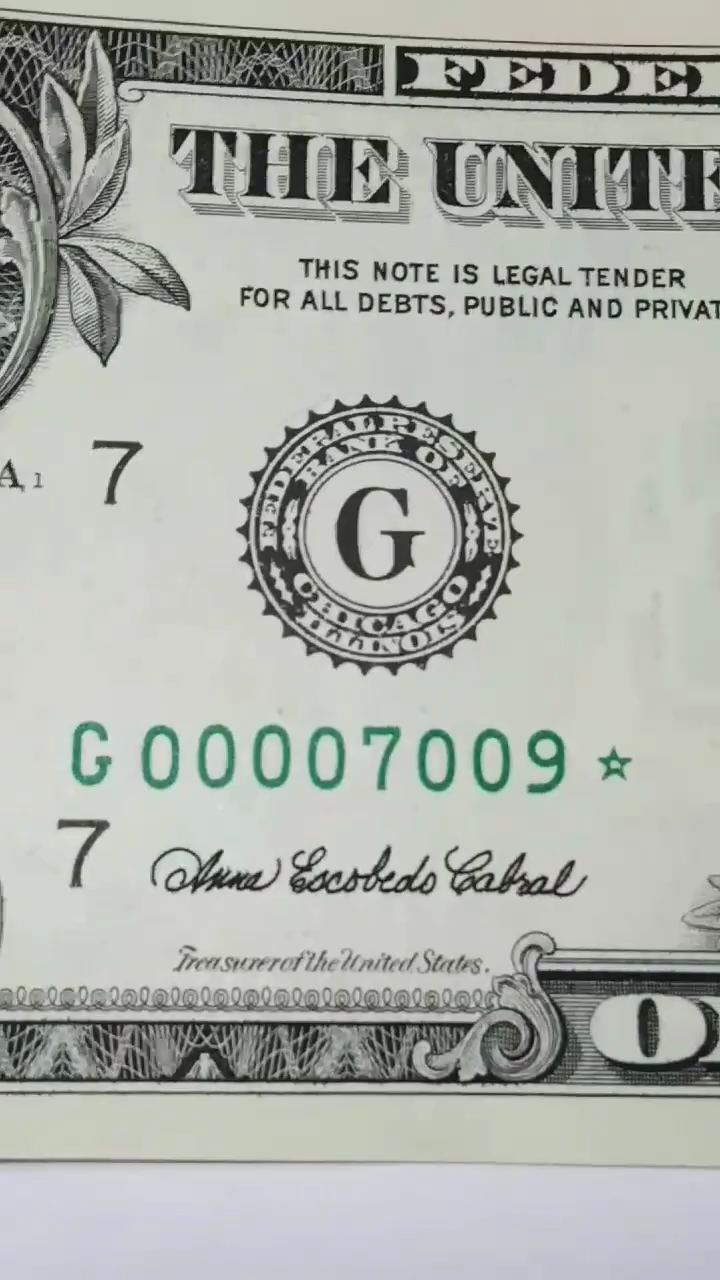 FEDE
THE UNITE
THIS NOTE IS LEGAL TENDER
FOR ALL DEBTS, PUBLIC AND PRIVAT
FEDERAL RESERVE
BANK OF
G
CHICAGO
ILLINOIS
A 1
7
G 00007009 ☆
7
Anna Escobedo Cabral
Treasurer of the United States.
O